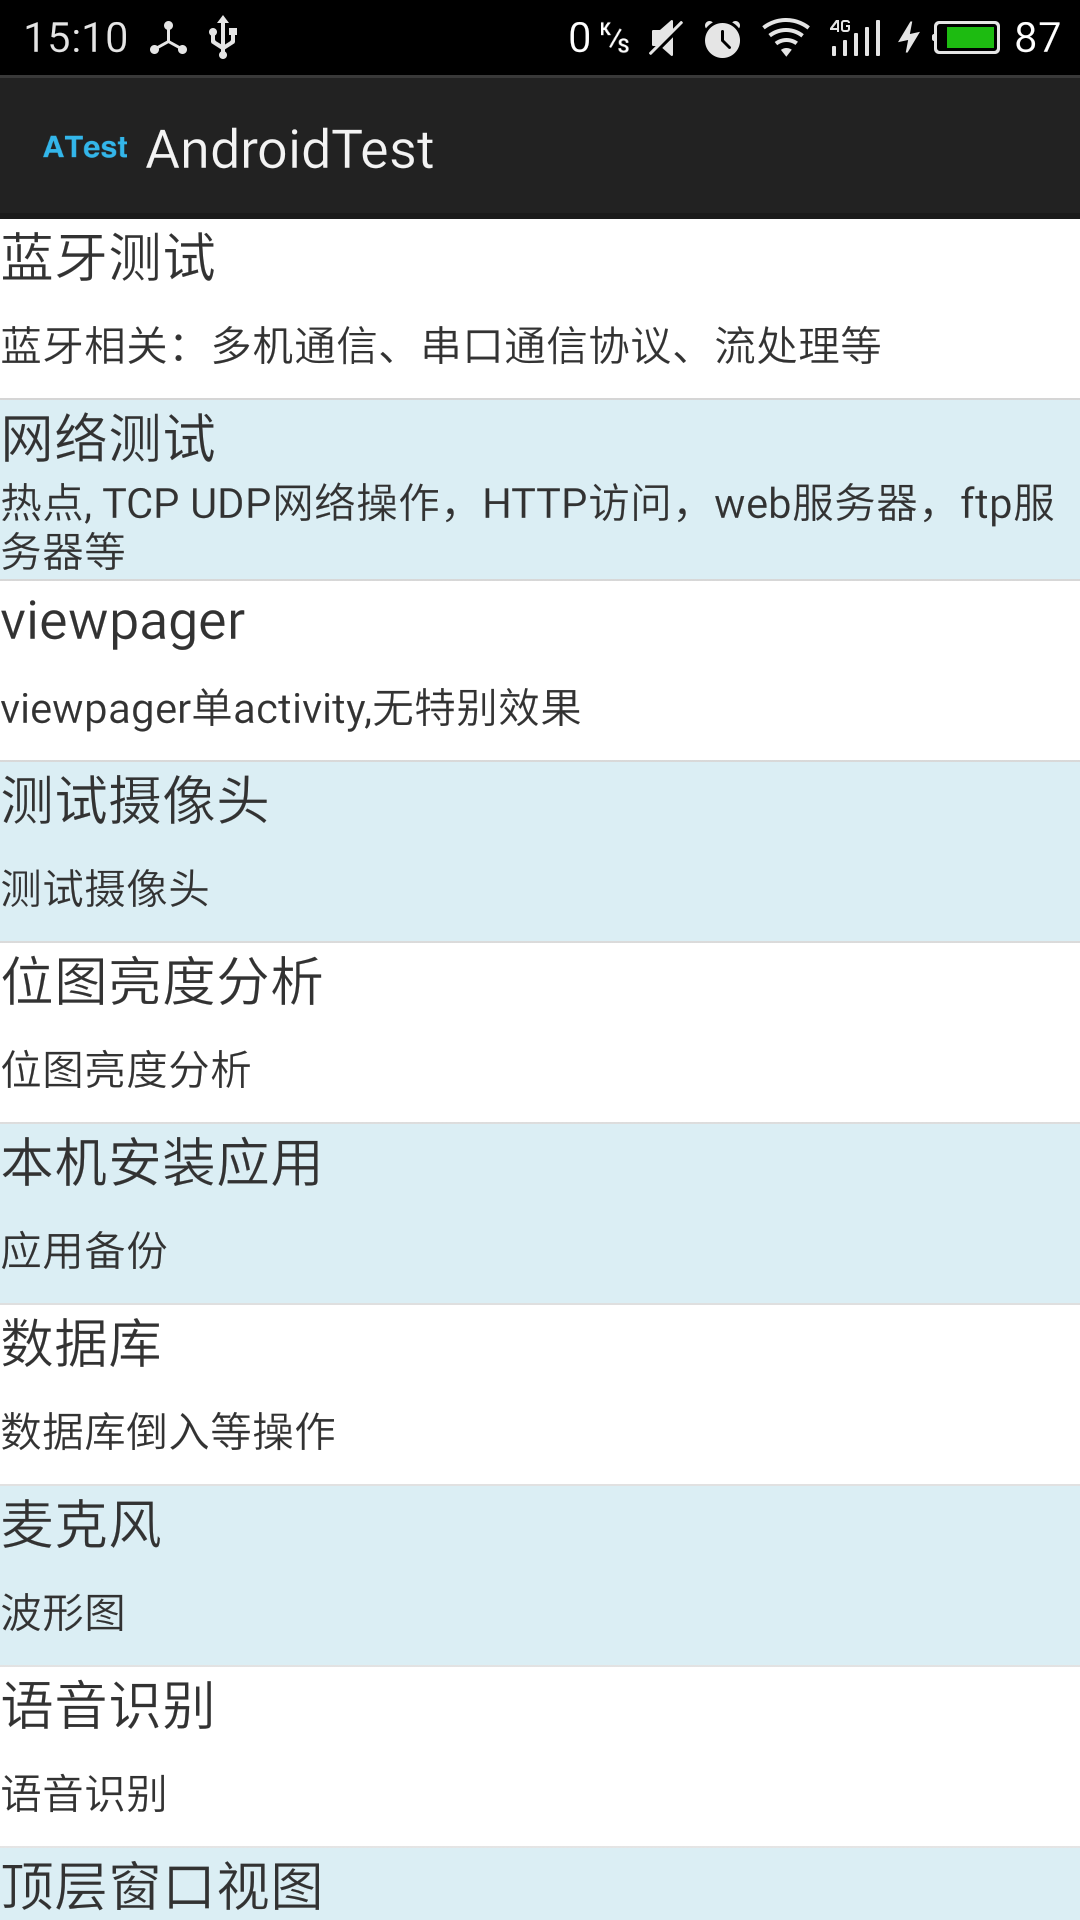 15:10 0 K/s 4G 87
ATest AndroidTest
蓝牙测试
蓝牙相关：多机通信、串口通信协议、流处理等
网络测试
热点, TCP UDP网络操作，HTTP访问，web服务器，ftp服
务器等
viewpager
viewpager单activity,无特别效果
测试摄像头
测试摄像头
位图亮度分析
位图亮度分析
本机安装应用
应用备份
数据库
数据库倒入等操作
麦克风
波形图
语音识别
语音识别
顶层窗口视图